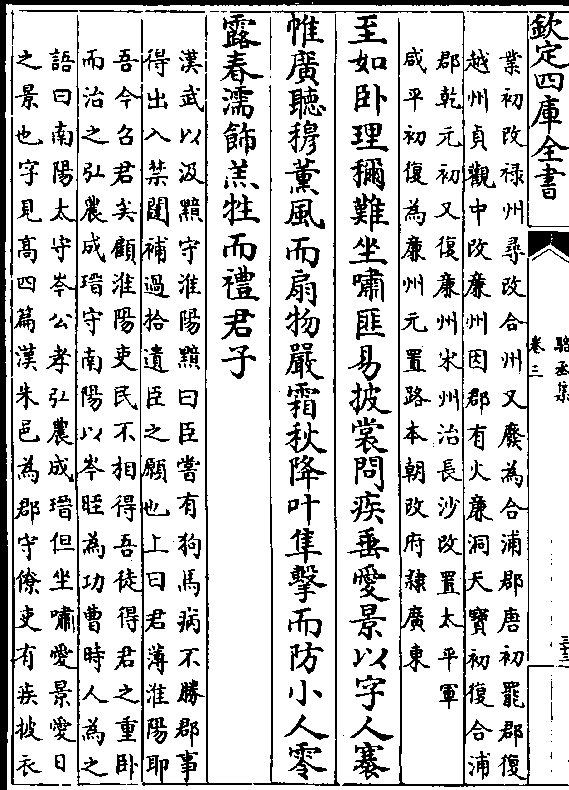 欽定四庫全書
駱丞集
卷三
業初改禄州尋改合州又廢為合浦郡唐初罷郡復
越州貞觀中改廉州因郡有火廉洞天寶初復合浦
郡乾元初又復廉州宋州治長沙改置太平軍
咸平初復為廉州元置路本朝改府隸廣東
至如卧理穪難坐嘯匪易披裳問疾垂愛景以字人褰
帷廣聽穆薰風而扇物嚴霜秋降叶隼擊而防小人零
露春濡飾羔牲而禮君子
漢武以汲黯守淮陽黯曰臣嘗有狗馬病不勝郡事
得出入禁闥補過拾遺臣之願也上曰君薄淮陽耶
吾今召君矣顧淮陽吏民不相得吾徒得君之重卧
而治之弘農成瑨守南陽以岑晊為功曹時人為之
語曰南陽太守岑公孝弘農成瑨但坐嘯愛景愛日
之景也字見高四篇漢朱邑為郡守僚吏有疾披衣